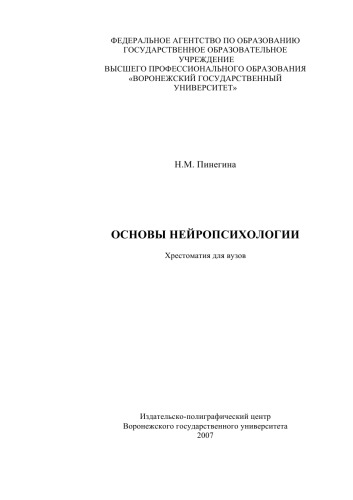 ФЕДЕРАЛЬНОЕ АГЕНТСТВО ПО ОБРАЗОВАНИЮ
ГОСУДАРСТВЕННОЕ ОБРАЗОВАТЕЛЬНОЕ
УЧРЕЖДЕНИЕ
ВЫСШЕГО ПРОФЕССИОНАЛЬНОГО ОБРАЗОВАНИЯ
«ВОРОНЕЖСКИЙ ГОСУДАРСТВЕННЫЙ
УНИВЕРСИТЕТ»
Н.М. Пинегина
ОСНОВЫ НЕЙРОПСИХОЛОГИИ
Хрестоматия для вузов
Издательско-полиграфический центр
Воронежского государственного университета
2007